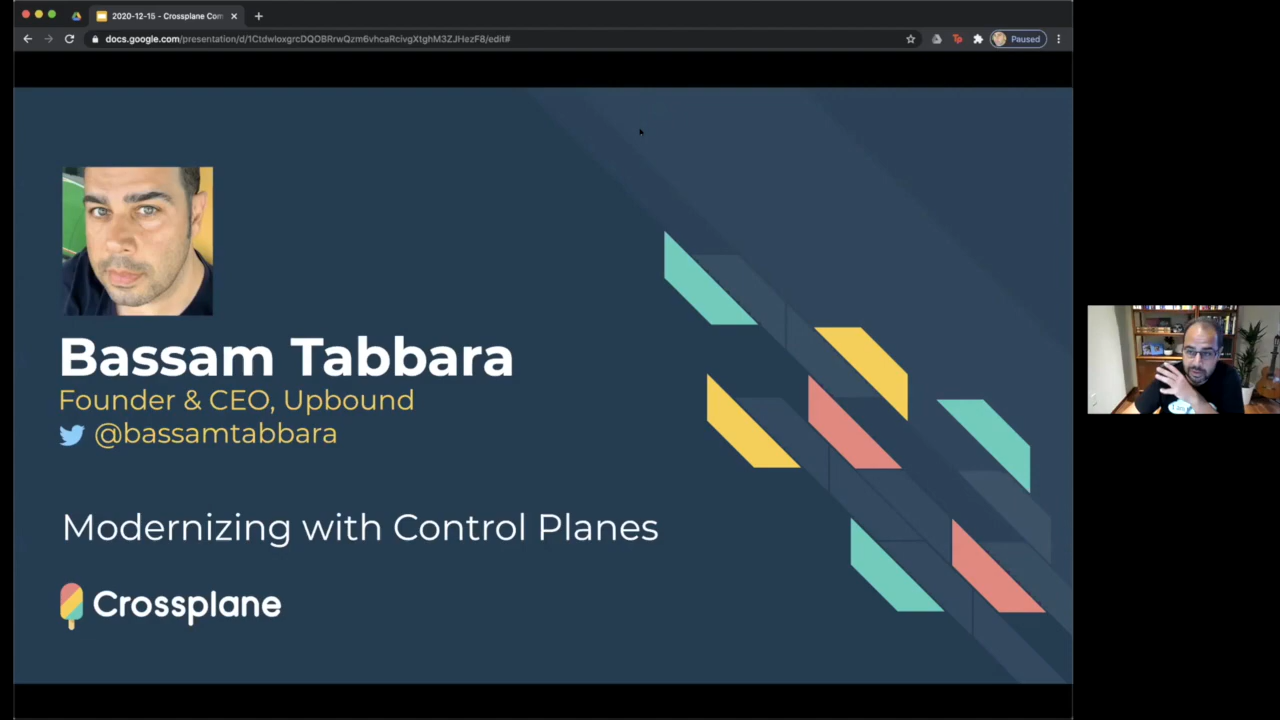 2020-12-15 - Crossplane Com
docs.google.com/presentation/d/1CtdwIoxgrcDQOBRrwQzm6vhcaRcivgXtghM3ZJHezF8/edit#
Paused
Bassam Tabbara
Founder & CEO, Upbound
@bassamtabbara
Modernizing with Control Planes
Crossplane